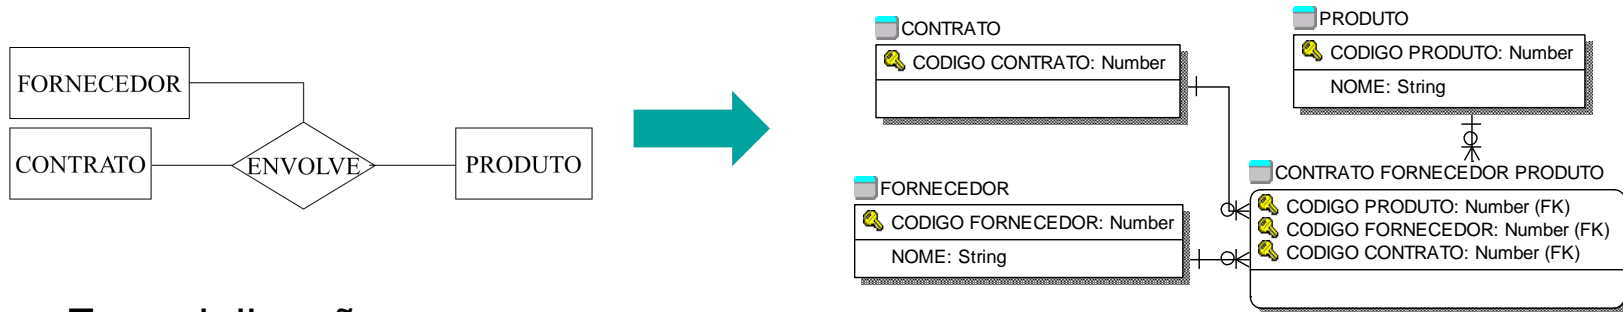 FORNECEDOR
CONTRATO
ENVOLVE
PRODUTO
CONTRATO
CODIGO CONTRATO: Number
PRODUTO
CODIGO PRODUTO: Number
NOME: String
FORNECEDOR
CODIGO FORNECEDOR: Number
NOME: String
CONTRATO FORNECEDOR PRODUTO
CODIGO PRODUTO: Number (FK)
CODIGO FORNECEDOR: Number (FK)
CODIGO CONTRATO: Number (FK)